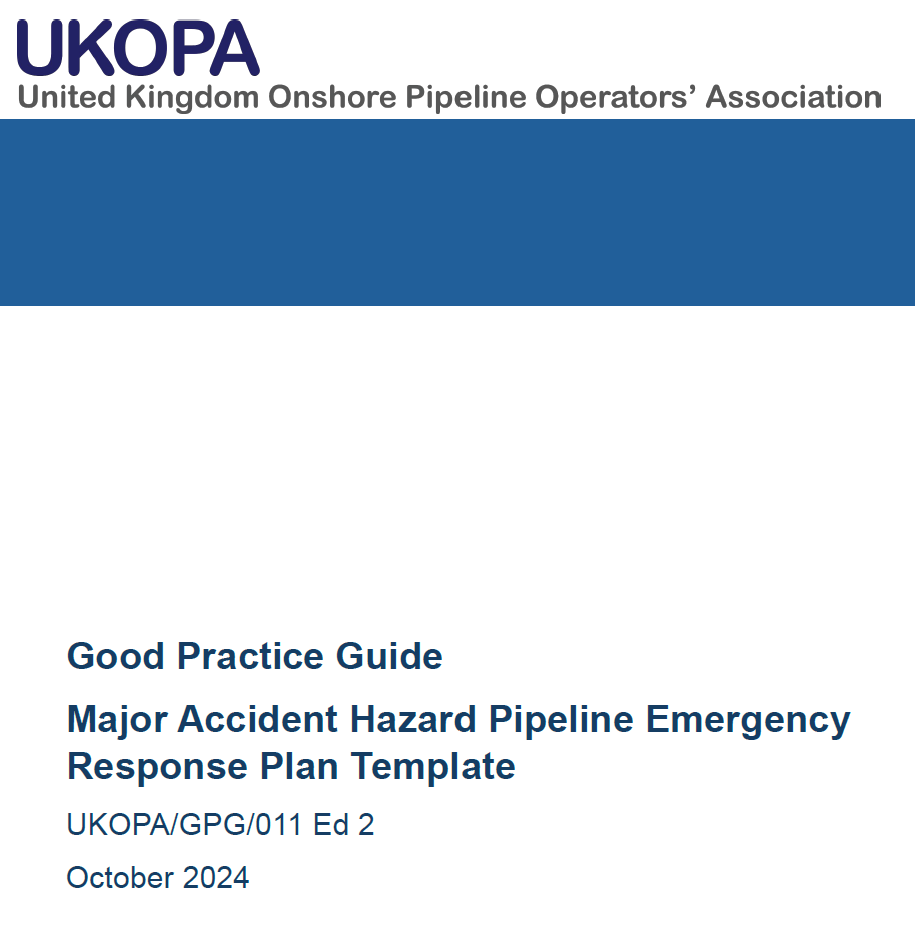 UKOPA
United Kingdom Onshore Pipeline Operators’ Association
Good Practice Guide
Major Accident Hazard Pipeline Emergency
Response Plan Template
UKOPA/GPG/011 Ed 2
October 2024